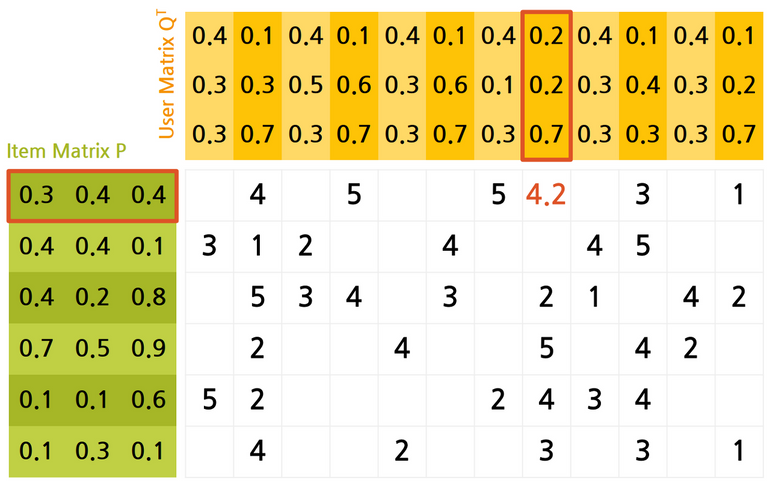 User Matrix Qᵀ
0.4 0.1 0.4 0.1 0.4 0.1 0.4 0.2 0.4 0.1 0.4 0.1
0.3 0.3 0.5 0.6 0.3 0.6 0.1 0.2 0.3 0.4 0.3 0.2
0.3 0.7 0.3 0.7 0.3 0.7 0.3 0.7 0.3 0.3 0.3 0.7
Item Matrix P
0.3 0.4 0.4 4 5 5 4.2 3 1
0.4 0.4 0.1 3 1 2 4 4 5
0.4 0.2 0.8 5 3 4 3 2 1 4 2
0.7 0.5 0.9 2 4 5 4 2
0.1 0.1 0.6 5 2 2 4 3 4
0.1 0.3 0.1 4 2 3 3 1